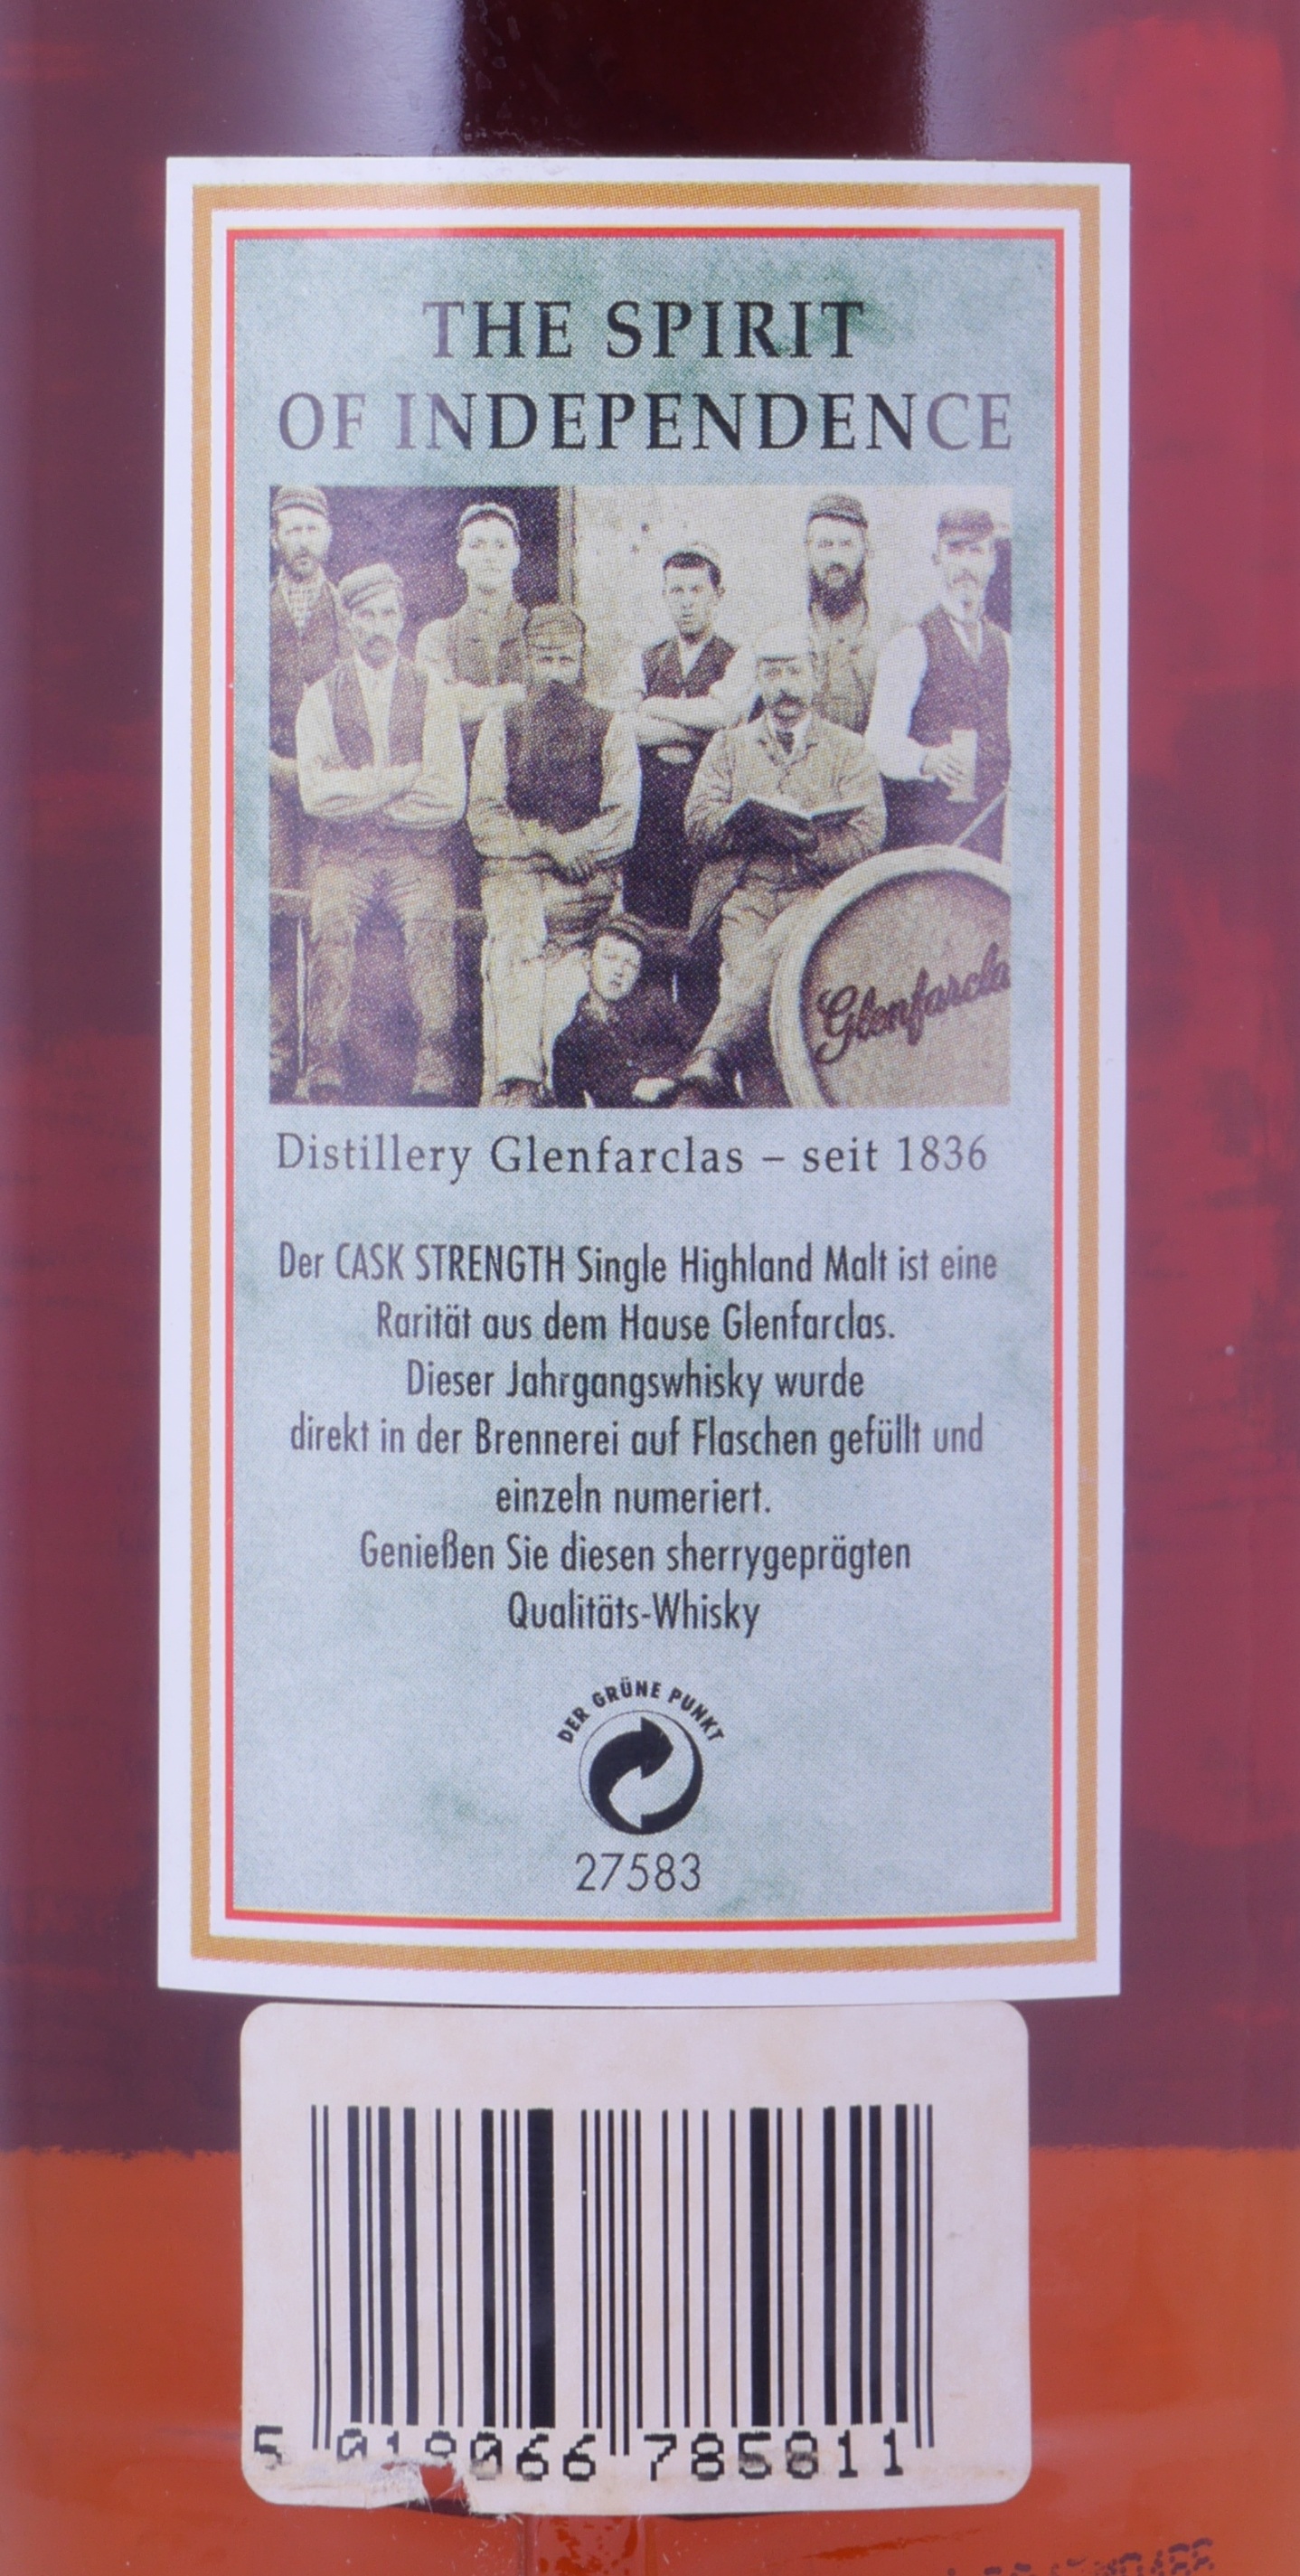 THE SPIRIT
OF INDEPENDENCE
Glenfarcla
Distillery Glenfarclas – seit 1836
Der CASK STRENGTH Single Highland Malt ist eine
Rarität aus dem Hause Glenfarclas.
Dieser Jahrgangswhisky wurde
direkt in der Brennerei auf Flaschen gefüllt und
einzeln numeriert.
Genießen Sie diesen sherrygeprägten
Qualitäts-Whisky
DER GRÜNE PUNKT
27583
5 019066 785811